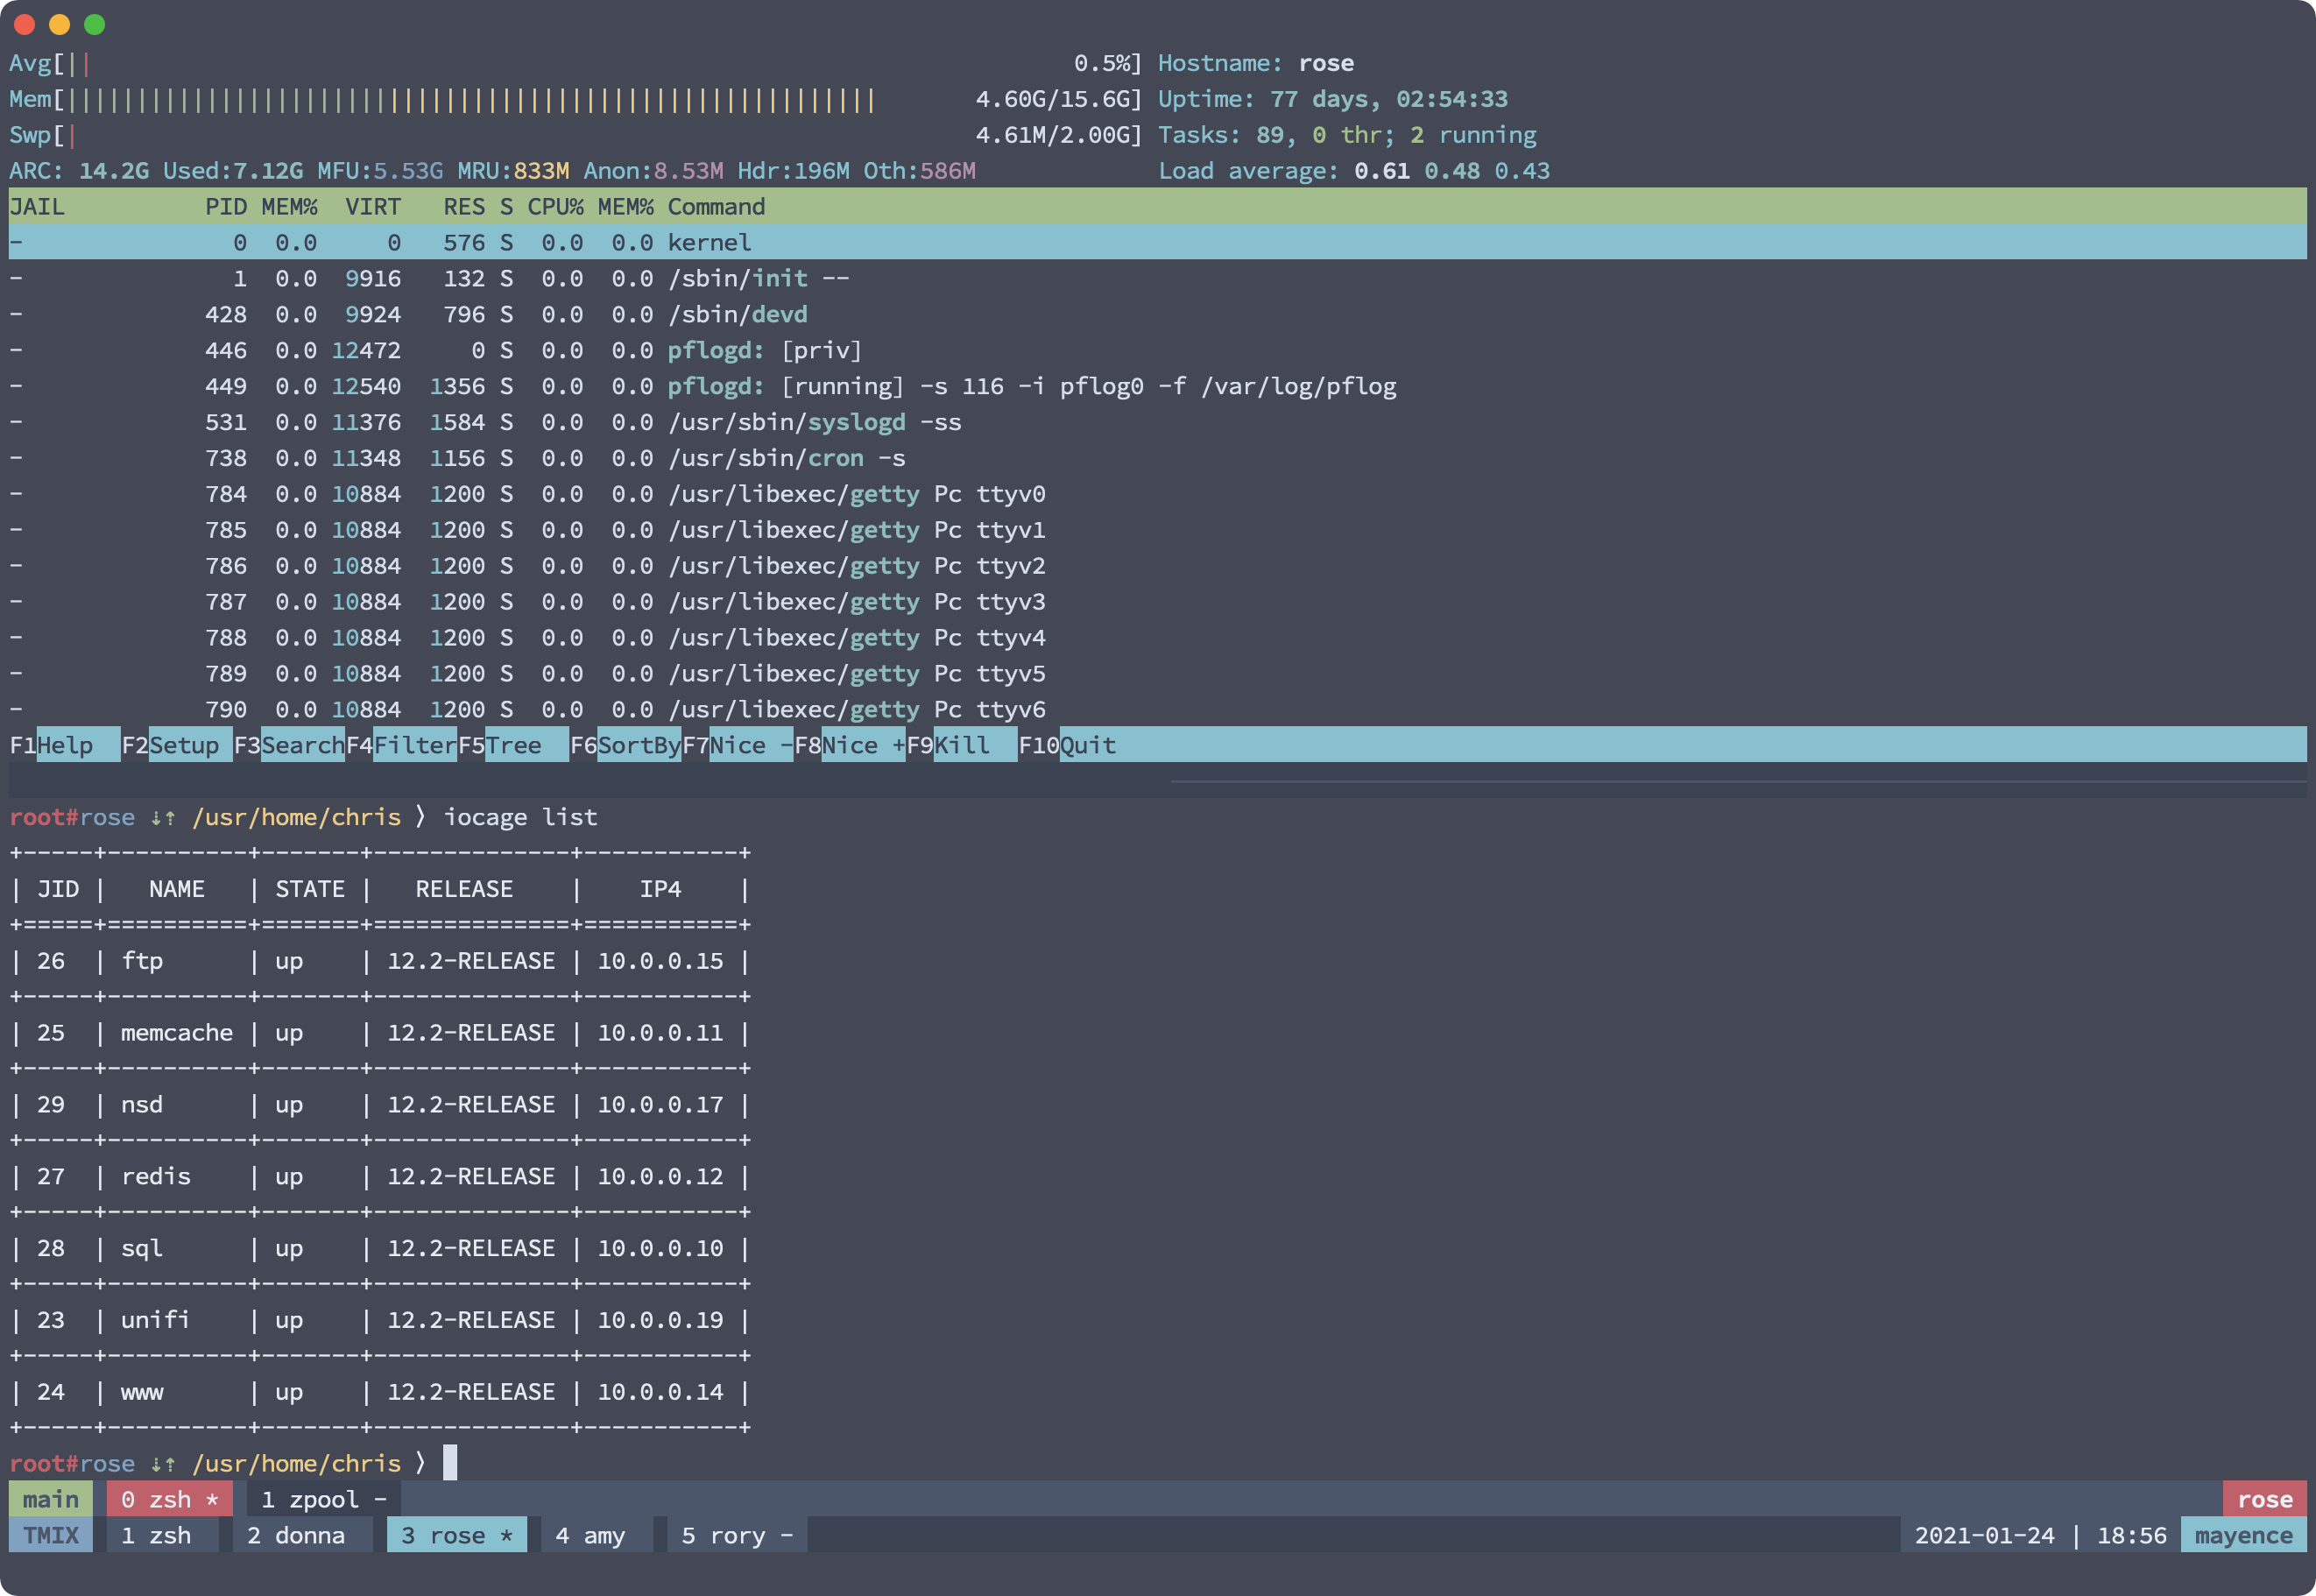 Avg[|| 0.5%] Hostname: rose
Mem[|||||||||||||||||||||||||||||||||||||||||||||||||||||||||| 4.60G/15.6G] Uptime: 77 days, 02:54:33
Swp[| 4.61M/2.00G] Tasks: 89, 0 thr; 2 running
ARC: 14.2G Used:7.12G MFU:5.53G MRU:833M Anon:8.53M Hdr:196M Oth:586M Load average: 0.61 0.48 0.43
JAIL PID MEM% VIRT RES S CPU% MEM% Command
- 0 0.0 0 576 S 0.0 0.0 kernel
- 1 0.0 9916 132 S 0.0 0.0 /sbin/init --
- 428 0.0 9924 796 S 0.0 0.0 /sbin/devd
- 446 0.0 12472 0 S 0.0 0.0 pflogd: [priv]
- 449 0.0 12540 1356 S 0.0 0.0 pflogd: [running] -s 116 -i pflog0 -f /var/log/pflog
- 531 0.0 11376 1584 S 0.0 0.0 /usr/sbin/syslogd -ss
- 738 0.0 11348 1156 S 0.0 0.0 /usr/sbin/cron -s
- 784 0.0 10884 1200 S 0.0 0.0 /usr/libexec/getty Pc ttyv0
- 785 0.0 10884 1200 S 0.0 0.0 /usr/libexec/getty Pc ttyv1
- 786 0.0 10884 1200 S 0.0 0.0 /usr/libexec/getty Pc ttyv2
- 787 0.0 10884 1200 S 0.0 0.0 /usr/libexec/getty Pc ttyv3
- 788 0.0 10884 1200 S 0.0 0.0 /usr/libexec/getty Pc ttyv4
- 789 0.0 10884 1200 S 0.0 0.0 /usr/libexec/getty Pc ttyv5
- 790 0.0 10884 1200 S 0.0 0.0 /usr/libexec/getty Pc ttyv6
F1Help F2Setup F3SearchF4FilterF5Tree F6SortByF7Nice -F8Nice +F9Kill F10Quit
root#rose ⇣⇡ /usr/home/chris ❯ iocage list
+-----+----------+-------+--------------+-----------+
| JID | NAME | STATE | RELEASE | IP4 |
+=====+==========+=======+==============+===========+
| 26 | ftp | up | 12.2-RELEASE | 10.0.0.15 |
+-----+----------+-------+--------------+-----------+
| 25 | memcache | up | 12.2-RELEASE | 10.0.0.11 |
+-----+----------+-------+--------------+-----------+
| 29 | nsd | up | 12.2-RELEASE | 10.0.0.17 |
+-----+----------+-------+--------------+-----------+
| 27 | redis | up | 12.2-RELEASE | 10.0.0.12 |
+-----+----------+-------+--------------+-----------+
| 28 | sql | up | 12.2-RELEASE | 10.0.0.10 |
+-----+----------+-------+--------------+-----------+
| 23 | unifi | up | 12.2-RELEASE | 10.0.0.19 |
+-----+----------+-------+--------------+-----------+
| 24 | www | up | 12.2-RELEASE | 10.0.0.14 |
+-----+----------+-------+--------------+-----------+
root#rose ⇣⇡ /usr/home/chris ❯
main 0 zsh * 1 zpool - rose
TMIX 1 zsh 2 donna 3 rose * 4 amy 5 rory - 2021-01-24 | 18:56 mayence